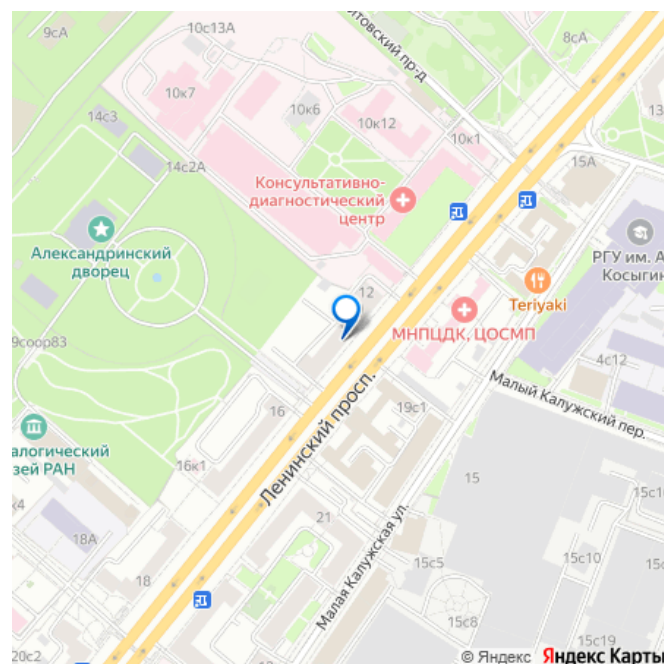 9сА
10с13А
8сА
10к7
10к6
10к12
10к1
14с3
14с2А
15А
Консультативно-
диагностический
центр
Александринский
дворец
РГУ им. А
Косыгин
Teriyaki
12
МНПЦДК, ЦОСМП
9соор83
4с12
Малый Калужский пер.
Ленинский просп.
16
19с1
алогический
зей РАН
16к1
15
18А
21
Малая Калужская ул.
15с10
15с5
18
15с8
20с2
12
15с19
© Яндекс Яндекс Карты